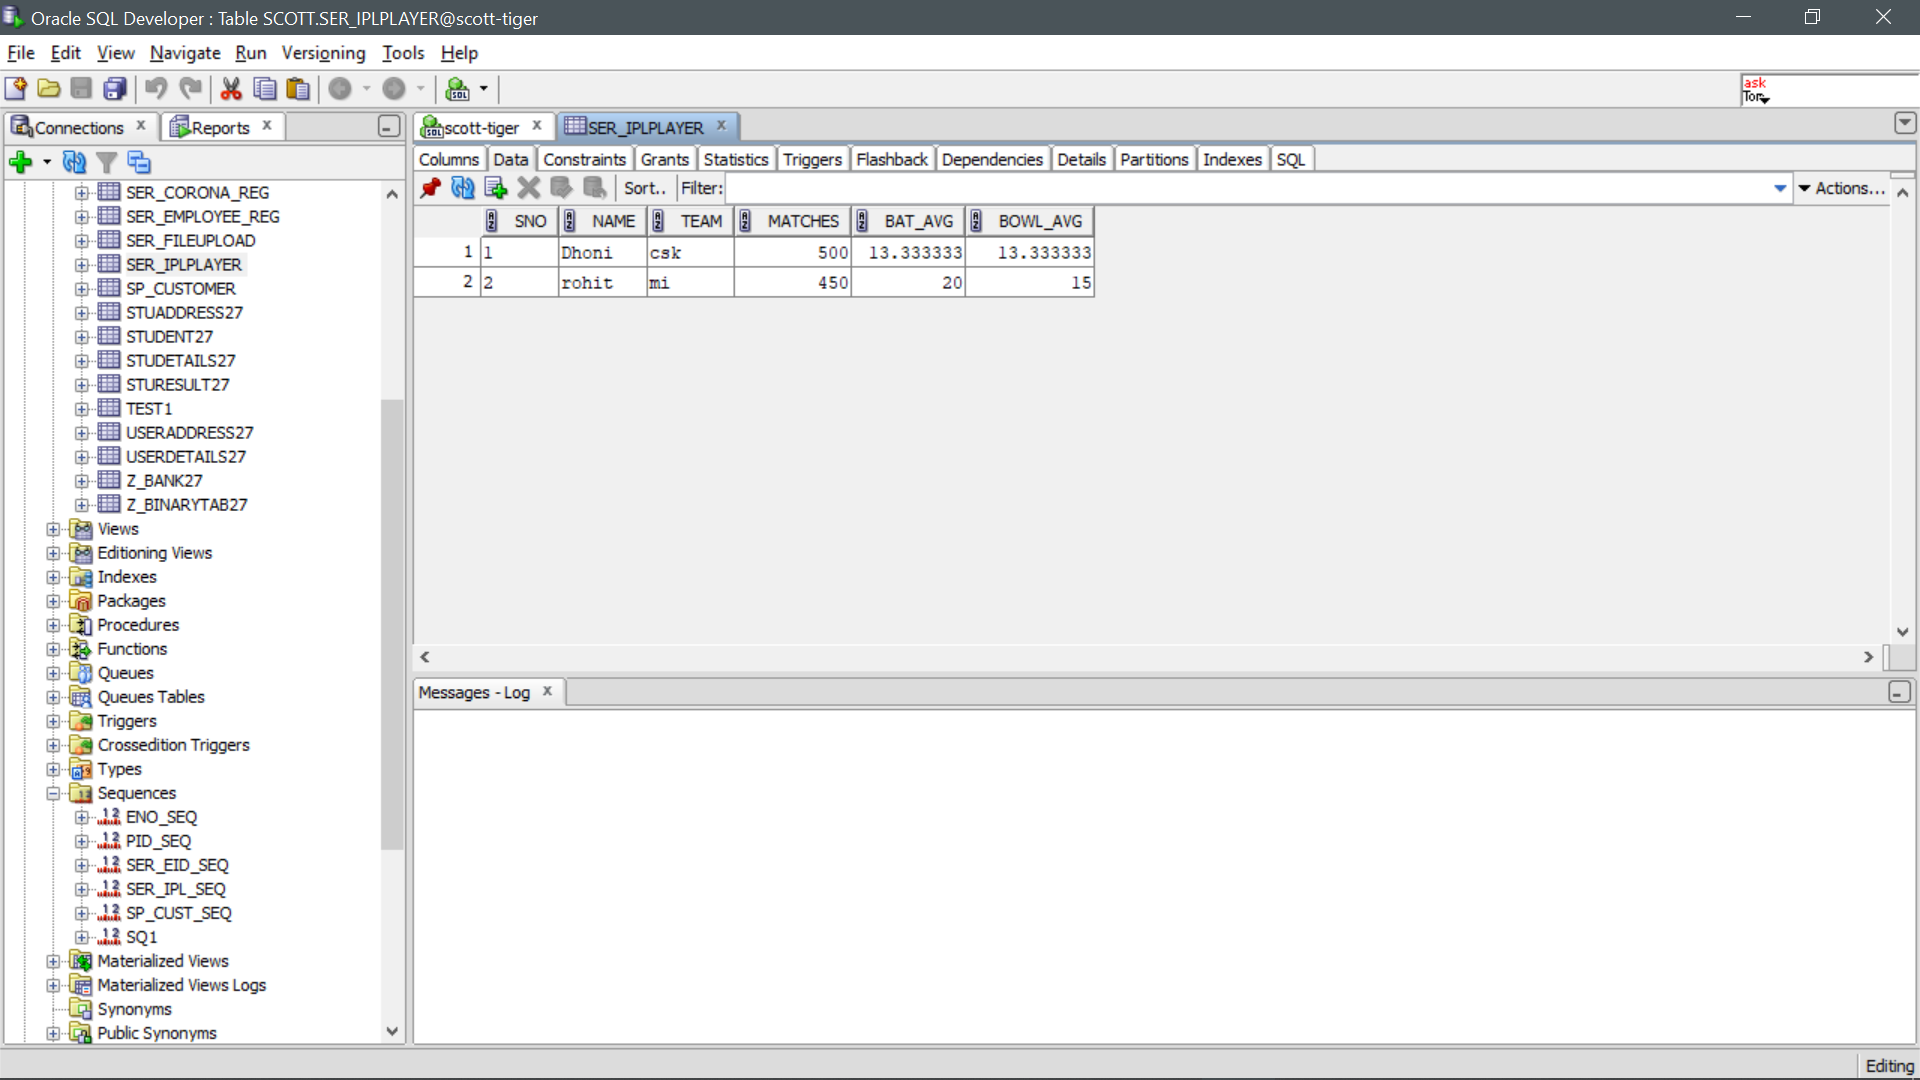 Oracle SQL Developer : Table SCOTT.SER_IPLPLAYER@scott-tiger
File Edit View Navigate Run Versioning Tools Help
ask
Tom
Connections x Reports x
scott-tiger x SER_IPLPLAYER x
Columns Data Constraints Grants Statistics Triggers Flashback Dependencies Details Partitions Indexes SQL
Sort.. Filter: Actions...
SNO NAME TEAM MATCHES BAT_AVG BOWL_AVG
1 1 Dhoni csk 500 13.333333 13.333333
2 2 rohit mi 450 20 15
SER_CORONA_REG
SER_EMPLOYEE_REG
SER_FILEUPLOAD
SER_IPLPLAYER
SP_CUSTOMER
STUADDRESS27
STUDENT27
STUDETAILS27
STURESULT27
TEST1
USERADDRESS27
USERDETAILS27
Z_BANK27
Z_BINARYTAB27
Views
Editioning Views
Indexes
Packages
Procedures
Functions
Queues
Queues Tables
Triggers
Crossedition Triggers
Types
Sequences
ENO_SEQ
PID_SEQ
SER_EID_SEQ
SER_IPL_SEQ
SP_CUST_SEQ
SQ1
Materialized Views
Materialized Views Logs
Synonyms
Public Synonyms
Messages - Log x
Editing